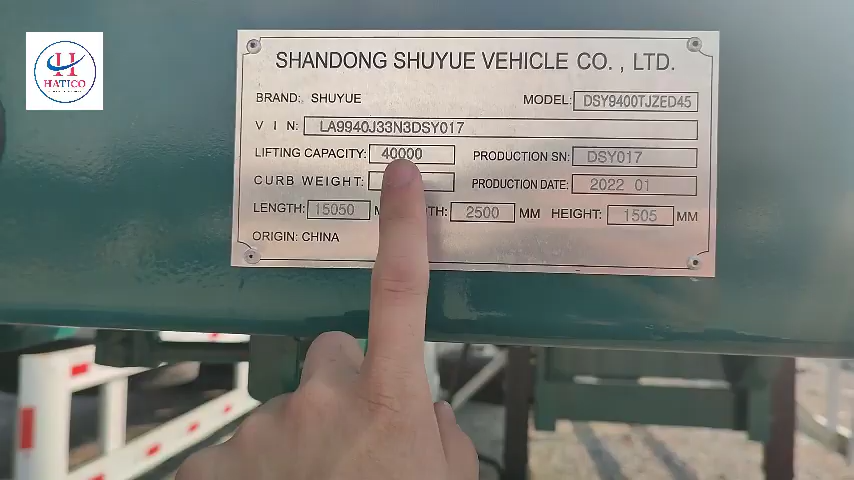 HATICO
SHANDONG SHUYUE VEHICLE CO. , LTD.
BRAND: SHUYUE MODEL: DSY9400TJZED45
V I N: LA9940J33N3DSY017
LIFTING CAPACITY: 40000 PRODUCTION SN: DSY017
CURB WEIGHT: PRODUCTION DATE: 2022 01
LENGTH: 15050 2500 MM HEIGHT: 1505 MM
ORIGIN: CHINA